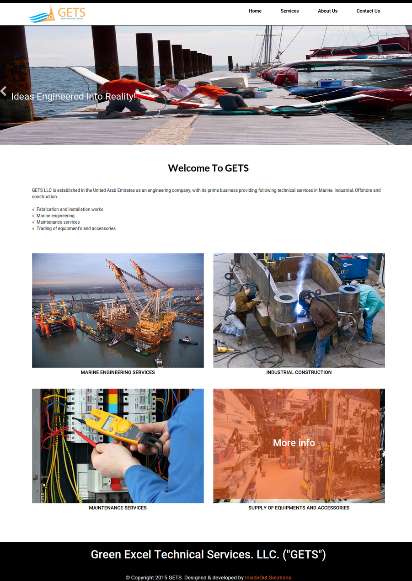 GETS
Home Services About Us Contact Us
Ideas Engineered Into Reality!
Welcome To GETS
GETS LLC is established in the United Arab Emirates as an engineering company, with its prime business providing following technical services in Marine, Industrial, Offshore and
construction.
Fabrication and installation works
Marine engineering
Maintenance services
Trading of equipments and accessories
MARINE ENGINEERING SERVICES
INDUSTRIAL CONSTRUCTION
More info
MAINTENANCE SERVICES
SUPPLY OF EQUIPMENTS AND ACCESSORIES
Green Excel Technical Services. LLC. ("GETS")
© Copyright 2015 GETS. Designed & developed by InsideOut Solutions